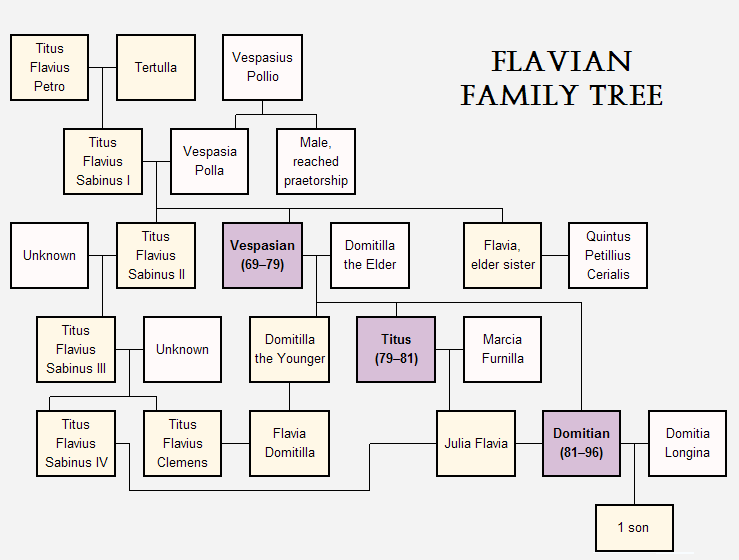 FLAVIAN
FAMILY TREE
Titus
Flavius
Petro
Tertulla
Vespasius
Pollio
Titus
Flavius
Sabinus I
Vespasia
Polla
Male,
reached
praetorship
Unknown
Titus
Flavius
Sabinus II
Vespasian
(69–79)
Domitilla
the Elder
Flavia,
elder sister
Quintus
Petillius
Cerialis
Titus
Flavius
Sabinus III
Unknown
Domitilla
the Younger
Titus
(79–81)
Marcia
Furnilla
Titus
Flavius
Sabinus IV
Titus
Flavius
Clemens
Flavia
Domitilla
Julia Flavia
Domitian
(81–96)
Domitia
Longina
1 son